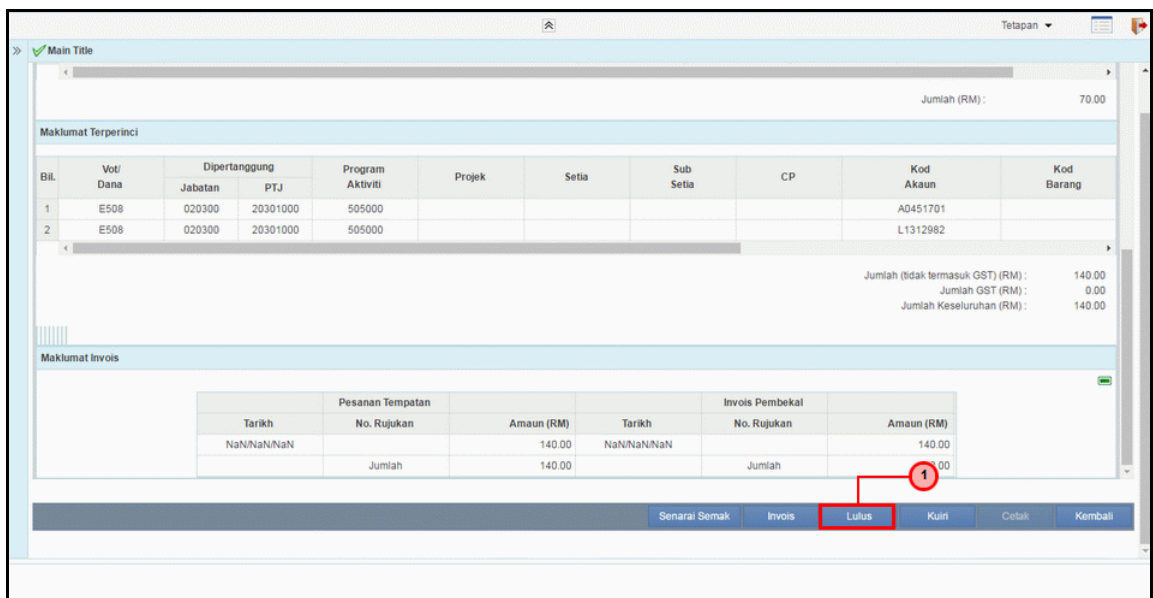 Tetapan
Main Title
Jumlah (RM) : 70.00
Maklumat Terperinci
Bil. Vot/ Dana Dipertanggung Program Aktiviti Projek Setia Sub Setia CP Kod Akaun Kod Barang
Jabatan PTJ
1 E508 020300 20301000 505000 A0451701
2 E508 020300 20301000 505000 L1312982
Jumlah (tidak termasuk GST) (RM) : 140.00
Jumlah GST (RM) : 0.00
Jumlah Keseluruhan (RM) : 140.00
Maklumat Invois
Pesanan Tempatan Invois Pembekal
Tarikh No. Rujukan Amaun (RM) Tarikh No. Rujukan Amaun (RM)
NaN/NaN/NaN 140.00 NaN/NaN/NaN 140.00
Jumlah 140.00 Jumlah
1
Senarai Semak Invois Lulus Kuiri Cetak Kembali